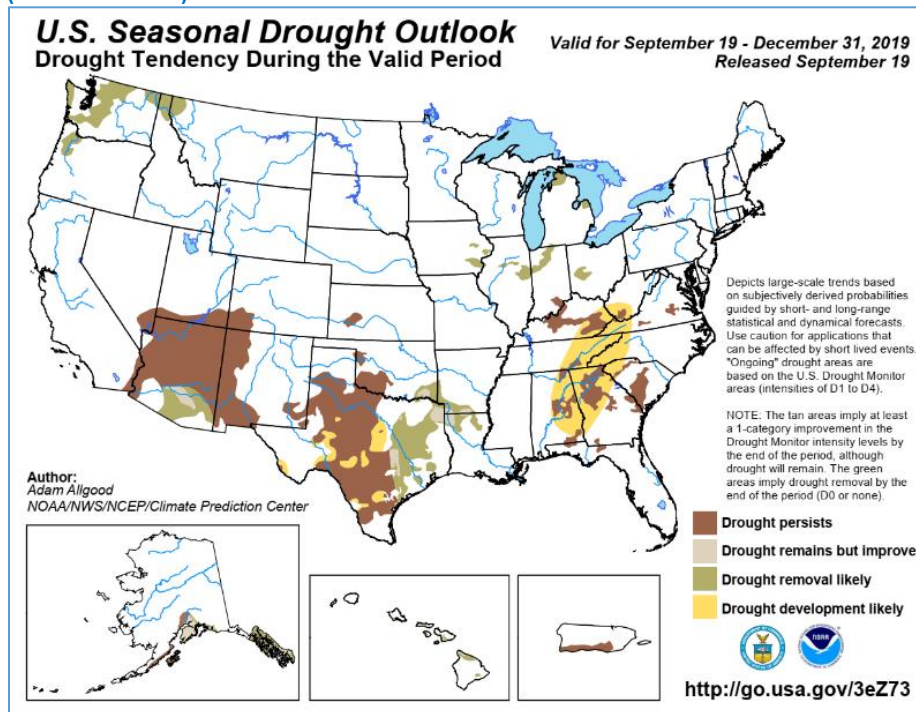 U.S. Seasonal Drought Outlook
Drought Tendency During the Valid Period
Valid for September 19 - December 31, 2019
Released September 19
Depicts large-scale trends based
on subjectively derived probabilities
guided by short- and long-range
statistical and dynamical forecasts.
Use caution for applications that
can be affected by short lived events.
"Ongoing" drought areas are
based on the U.S. Drought Monitor
areas (intensities of D1 to D4).
NOTE: The tan areas imply at least
a 1-category improvement in the
Drought Monitor intensity levels by
the end of the period, although
drought will remain. The green
areas imply drought removal by the
end of the period (D0 or none).
Author:
Adam Allgood
NOAA/NWS/NCEP/Climate Prediction Center
Drought persists
Drought remains but improve
Drought removal likely
Drought development likely
NOAA
http://go.usa.gov/3eZ73